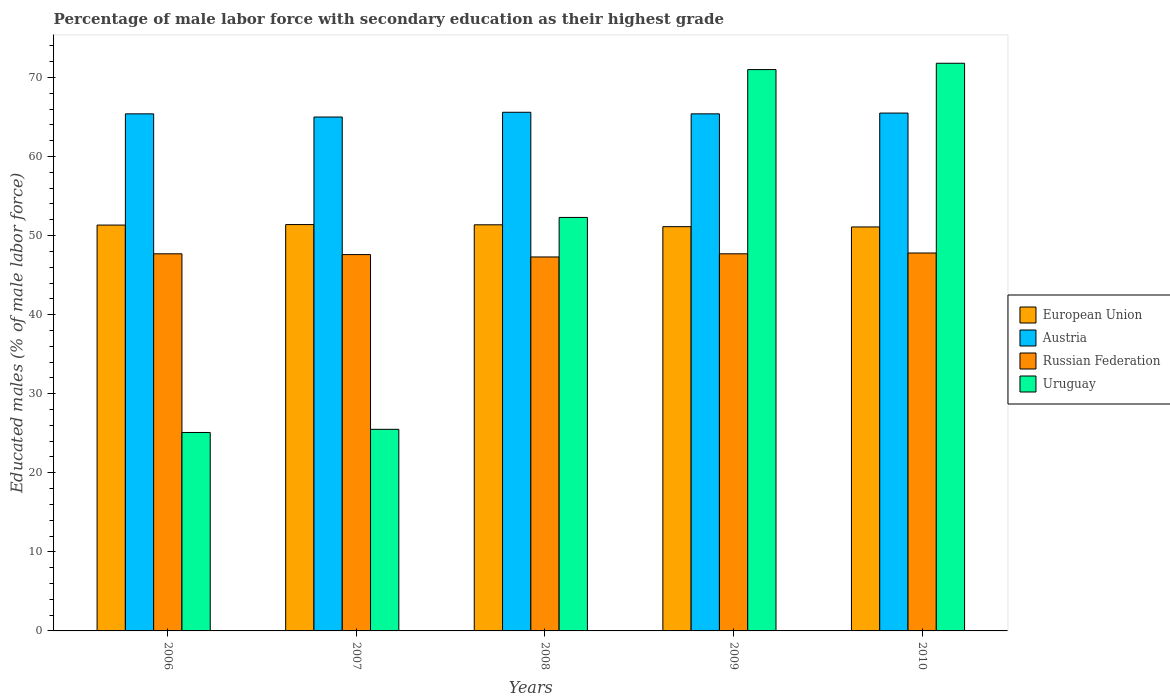 Percentage of male labor force with secondary education as their highest grade
Educated males (% of male labor force)
70
60
50
40
30
20
10
0
2006
2007
2008
2009
2010
Years
European Union
Austria
Russian Federation
Uruguay